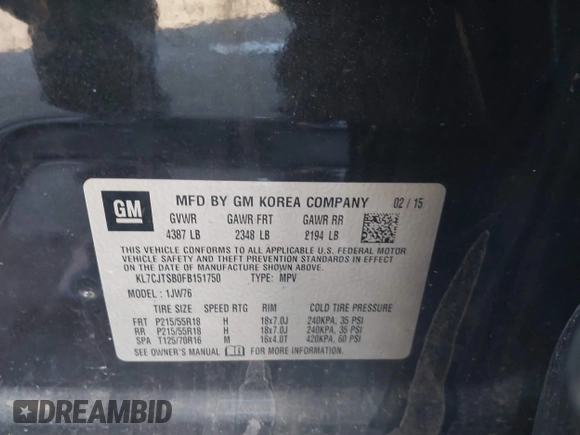 GM
MFD BY GM KOREA COMPANY 02 / 15
GVWR GAWR FRT GAWR RR
4387 LB 2348 LB 2194 LB
THIS VEHICLE CONFORMS TO ALL APPLICABLE U.S. FEDERAL MOTOR
VEHICLE SAFETY, BUMPER, AND THEFT PREVENTION STANDARDS
IN EFFECT ON THE DATE OF MANUFACTURE SHOWN ABOVE.
KL7CJTSB0FB151750 TYPE: MPV
MODEL : 1JW76
TIRE SIZE SPEED RTG RIM COLD TIRE PRESSURE
FRT P215/55R18 H 18x7.0J 240KPA, 35 PSI
RR P215/55R18 H 18x7.0J 240KPA, 35 PSI
SPA T125/70R16 M 16x4.0T 420KPA, 60 PSI
SEE OWNER'S MANUAL FOR MORE INFORMATION.
DREAMBID